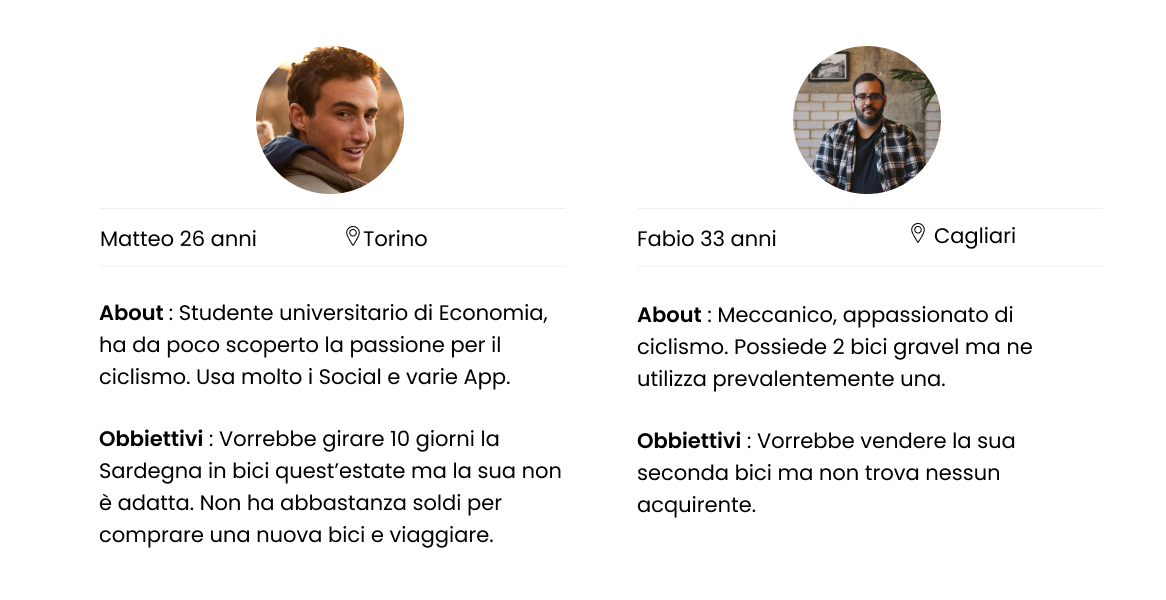 Matteo 26 anni
Torino
About : Studente universitario di Economia,
ha da poco scoperto la passione per il
ciclismo. Usa molto i Social e varie App.
Obbiettivi : Vorrebbe girare 10 giorni la
Sardegna in bici quest’estate ma la sua non
è adatta. Non ha abbastanza soldi per
comprare una nuova bici e viaggiare.
Fabio 33 anni
Cagliari
About : Meccanico, appassionato di
ciclismo. Possiede 2 bici gravel ma ne
utilizza prevalentemente una.
Obbiettivi : Vorrebbe vendere la sua
seconda bici ma non trova nessun
acquirente.